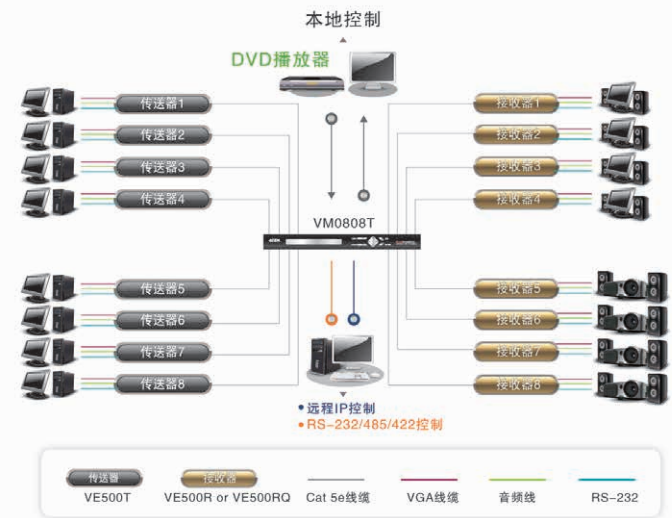 本地控制
DVD播放器
传送器1
接收器1
传送器2
接收器2
传送器3
接收器3
传送器4
接收器4
VM0808T
ATEN
传送器5
接收器5
传送器6
接收器6
传送器7
接收器7
传送器8
接收器8
•远程IP控制
•RS-232/485/422控制
传送器
接收器
VE500T
VE500R or VE500RQ
Cat 5e线缆
VGA线缆
音频线
RS-232